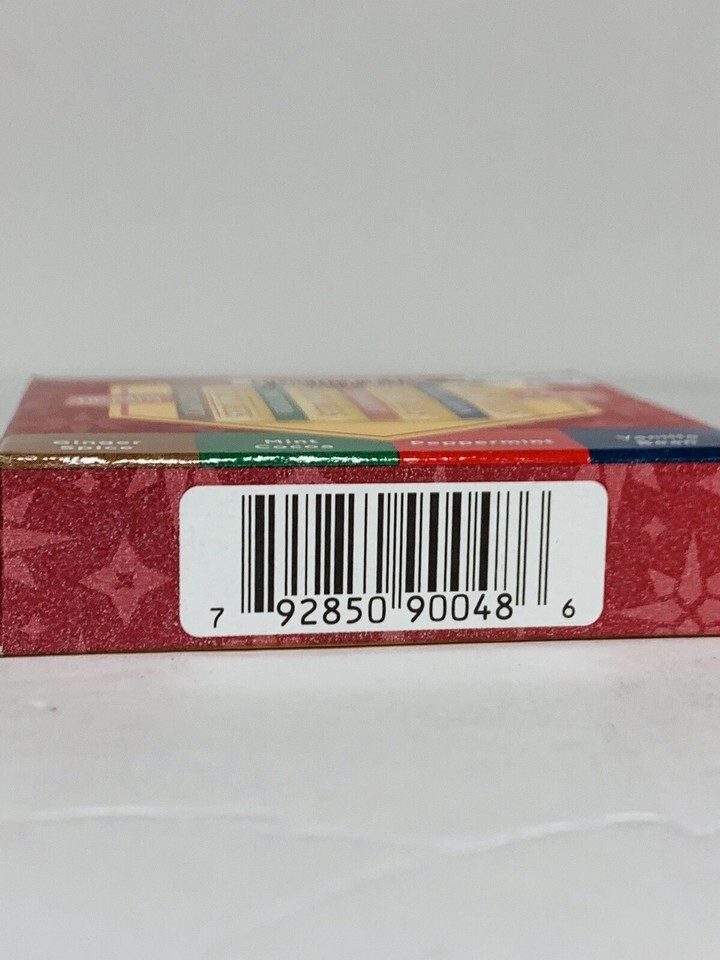 Ginger Spice
Mint Cocoa
Peppermint
Vanilla Bean
7 92850 90048 6